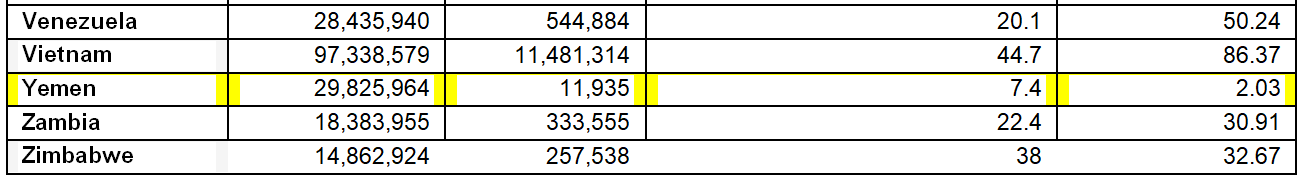 Venezuela 28,435,940 544,884 20.1 50.24
Vietnam 97,338,579 11,481,314 44.7 86.37
Yemen 29,825,964 11,935 7.4 2.03
Zambia 18,383,955 333,555 22.4 30.91
Zimbabwe 14,862,924 257,538 38 32.67